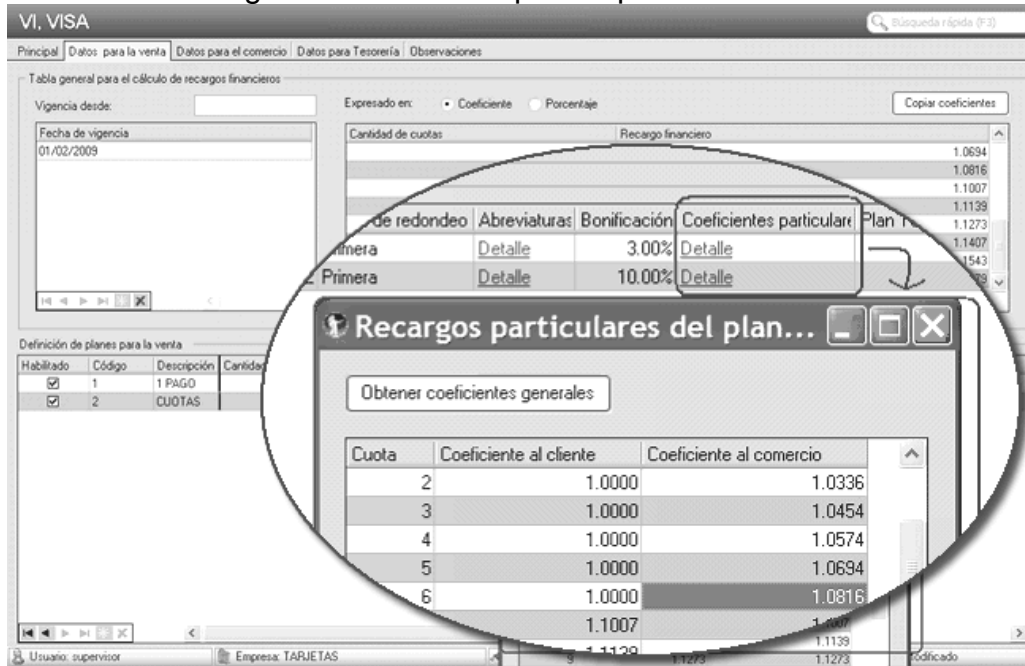 VI, VISA
Búsqueda rápida (F3)
Principal Datos para la venta Datos para el comercio Datos para Tesorería Observaciones
Tabla general para el cálculo de recargos financieros
Vigencia desde:
Expresado en: Coeficiente Porcentaje
Copiar coeficientes
Fecha de vigencia
01/02/2009
Cantidad de cuotas Recargo financiero
1.0694
1.0816
1.1007
1.1139
1.1273
1.1407
1543
de redondeo Abreviaturas Bonificación Coeficientes particulare Plan
Detalle 3.00% Detalle
Primera Detalle 10.00% Detalle
Definición de planes para la venta
Habilitado Código Descripción Cantidad
1 1 PAGO
2 CUOTAS
Recargos particulares del plan...
Obtener coeficientes generales
Cuota Coeficiente al cliente Coeficiente al comercio
2 1.0000 1.0336
3 1.0000 1.0454
4 1.0000 1.0574
5 1.0000 1.0694
6 1.0000 1.0816
1.1007 1.1007
1.1139 1.1139
9 1.1273 1.1273
Usuario: supervisor Empresa: TARJETAS